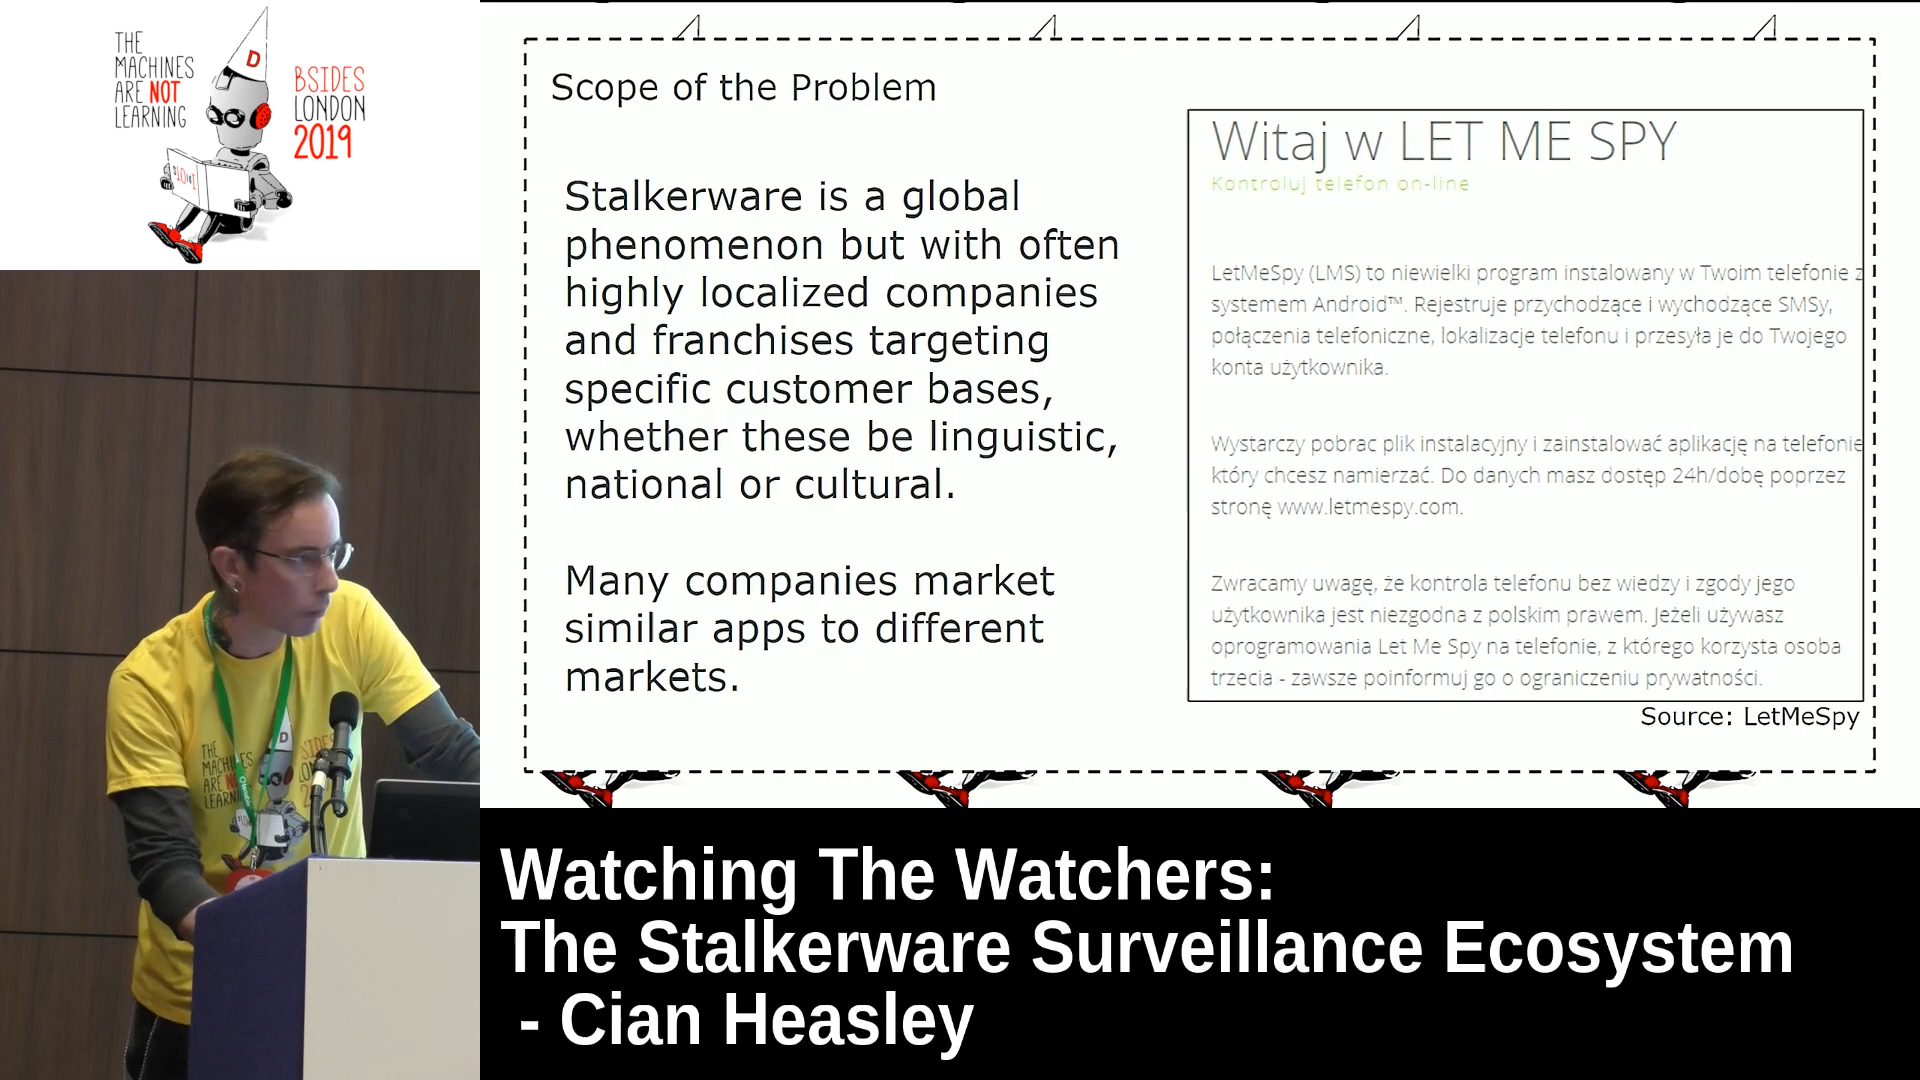 THE
MACHINES
ARE NOT
LEARNING
D
BSIDES
LONDON
2019
Scope of the Problem
Stalkerware is a global
phenomenon but with often
highly localized companies
and franchises targeting
specific customer bases,
whether these be linguistic,
national or cultural.
Many companies market
similar apps to different
markets.
Witaj w LET ME SPY
Kontroluj telefon on-line
LetMeSpy (LMS) to niewielki program instalowany w Twoim telefonie z
systemem Android™. Rejestruje przychodzące i wychodzące SMSy,
połączenia telefoniczne, lokalizacje telefonu i przesyła je do Twojego
konta użytkownika.
Wystarczy pobrac plik instalacyjny i zainstalować aplikację na telefonie
który chcesz namierzać. Do danych masz dostęp 24h/dobę poprzez
stronę www.letmespy.com.
Zwracamy uwagę, że kontrola telefonu bez wiedzy i zgody jego
użytkownika jest niezgodna z polskim prawem. Jeżeli używasz
oprogramowania Let Me Spy na telefonie, z którego korzysta osoba
trzecia - zawsze poinformuj go o ograniczeniu prywatności.
Source: LetMeSpy
D
THE
MACHINES
ARE
Watching The Watchers:
The Stalkerware Surveillance Ecosystem
- Cian Heasley